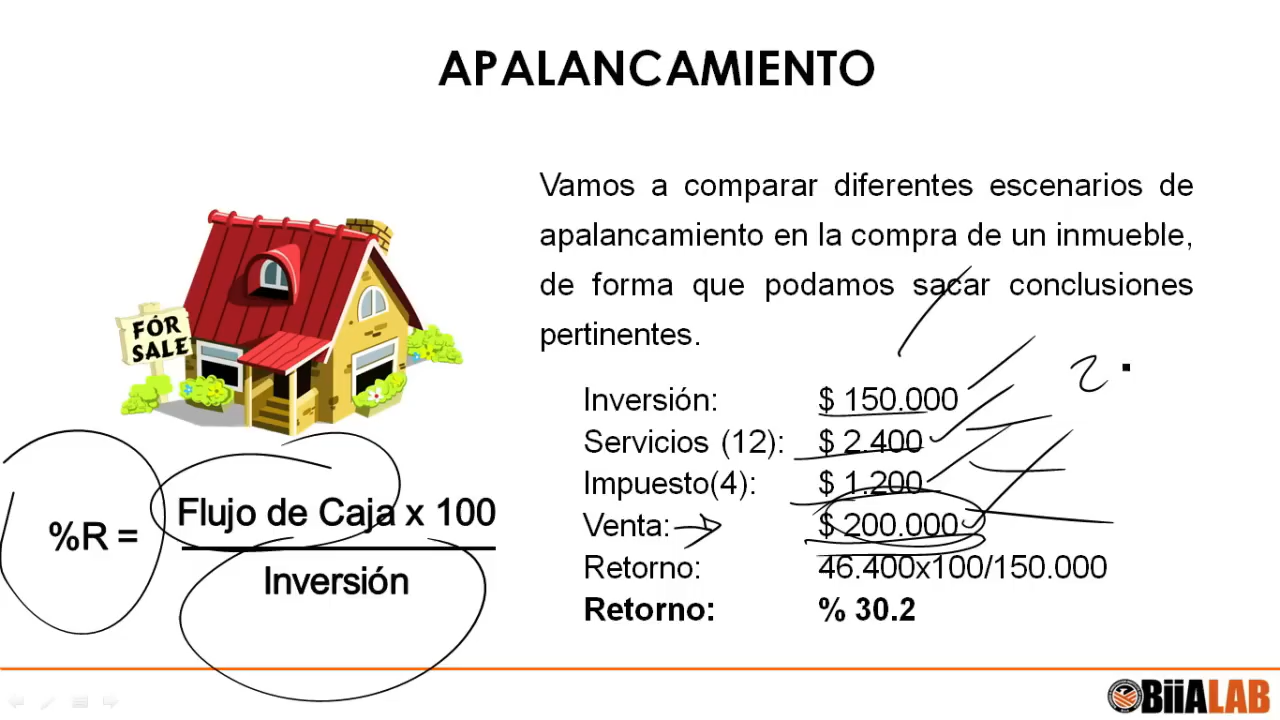 APALANCAMIENTO
Vamos a comparar diferentes escenarios de
apalancamiento en la compra de un inmueble,
de forma que podamos sacar conclusiones
pertinentes.
FÓR
SALE
Inversión: $ 150.000
Servicios (12): $ 2.400
Impuesto(4): $ 1.200
Venta: $ 200.000
Retorno: 46.400x100/150.000
Retorno: % 30.2
%R = Flujo de Caja x 100
Inversión
2.
BiiALAB